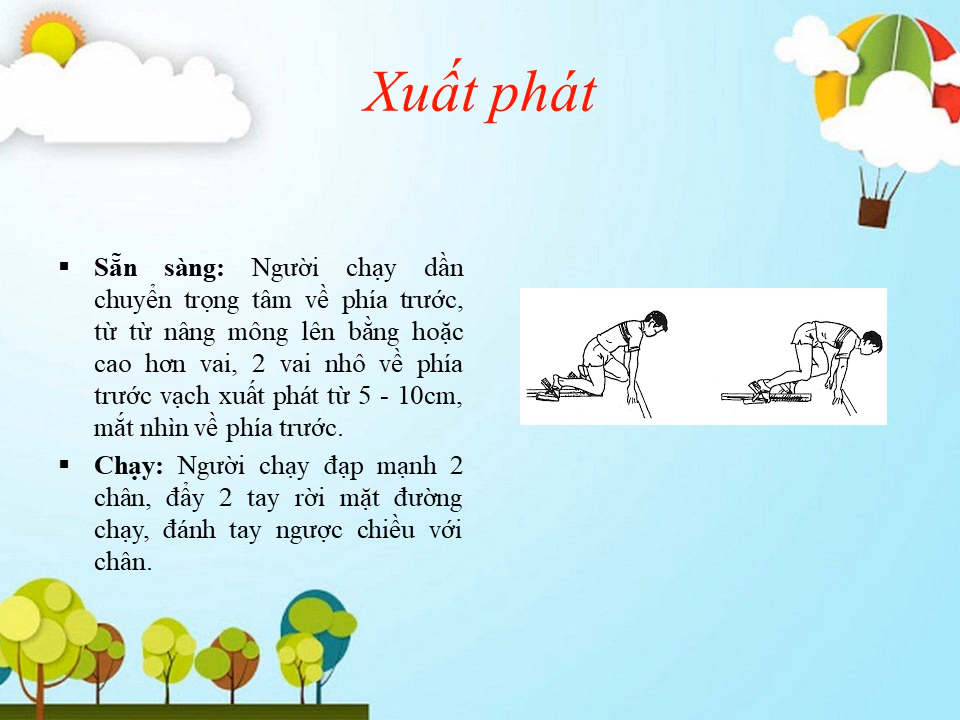 Xuất phát
▪ Sẵn sàng: Người chạy dần
chuyển trọng tâm về phía trước,
từ từ nâng mông lên bằng hoặc
cao hơn vai, 2 vai nhô về phía
trước vạch xuất phát từ 5 - 10cm,
mắt nhìn về phía trước.
▪ Chạy: Người chạy đạp mạnh 2
chân, đẩy 2 tay rời mặt đường
chạy, đánh tay ngược chiều với
chân.